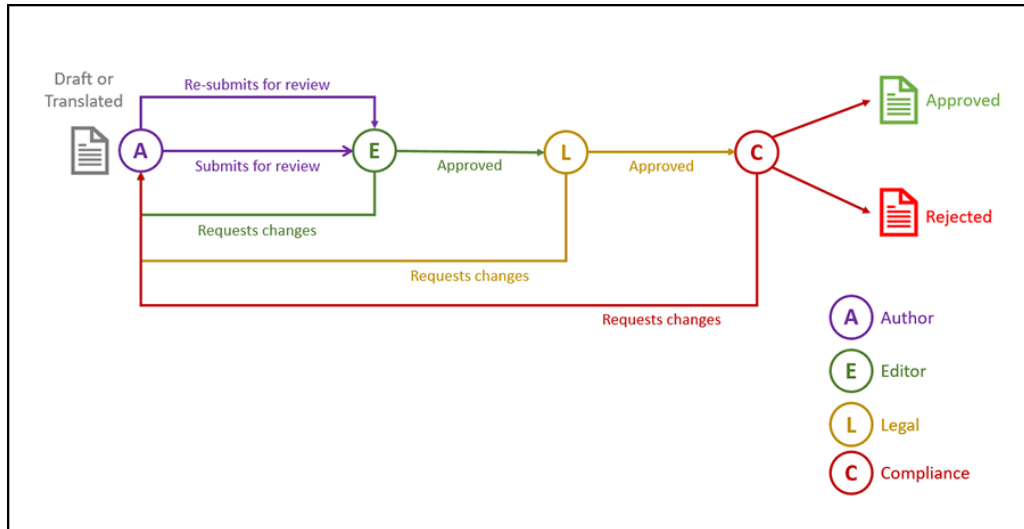 Draft or
Translated
Re-submits for review
A
Submits for review
E
Approved
L
Approved
C
Approved
Rejected
Requests changes
Requests changes
Requests changes
A Author
E Editor
L Legal
C Compliance